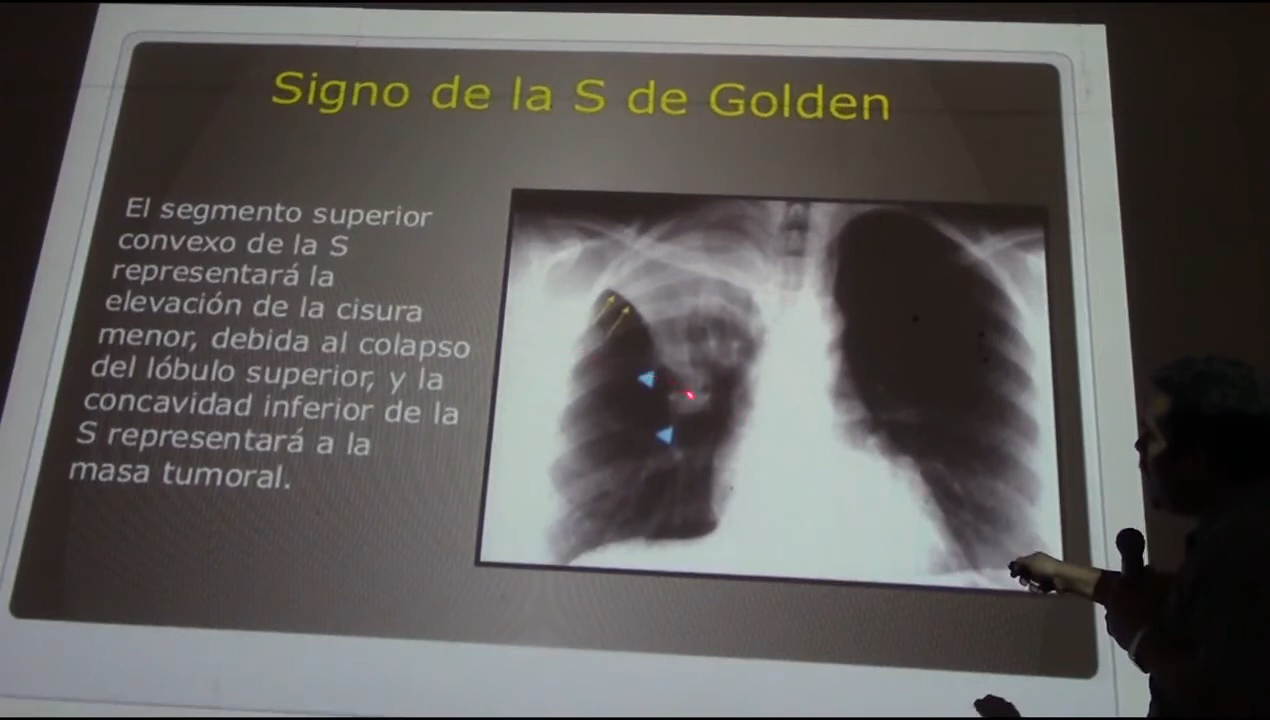 Signo de la S de Golden
El segmento superior
convexo de la S
representará la
elevación de la cisura
menor, debida al colapso
del lóbulo superior, y la
concavidad inferior de la
S representará a la
masa tumoral.